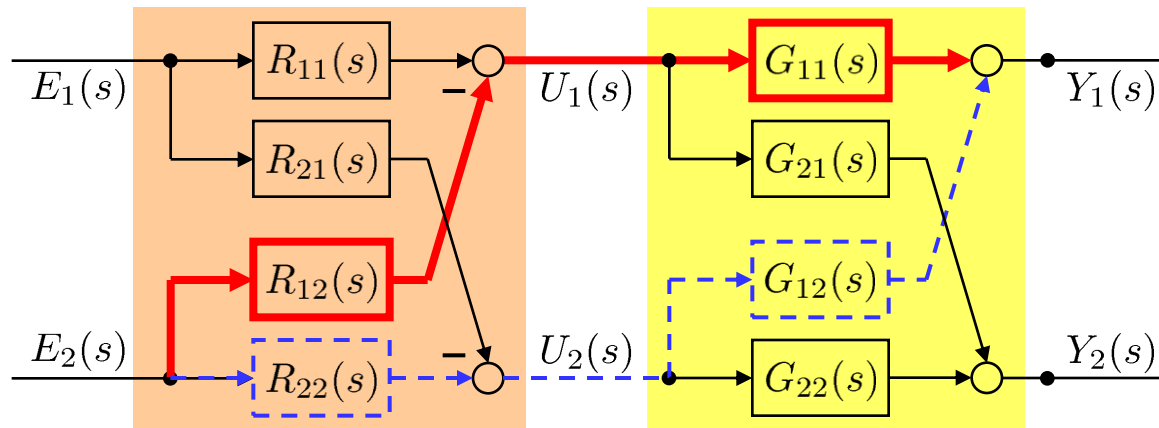 R₁₁(s)
G₁₁(s)
E₁(s)
–
U₁(s)
Y₁(s)
R₂₁(s)
G₂₁(s)
R₁₂(s)
G₁₂(s)
E₂(s)
–
U₂(s)
Y₂(s)
R₂₂(s)
G₂₂(s)